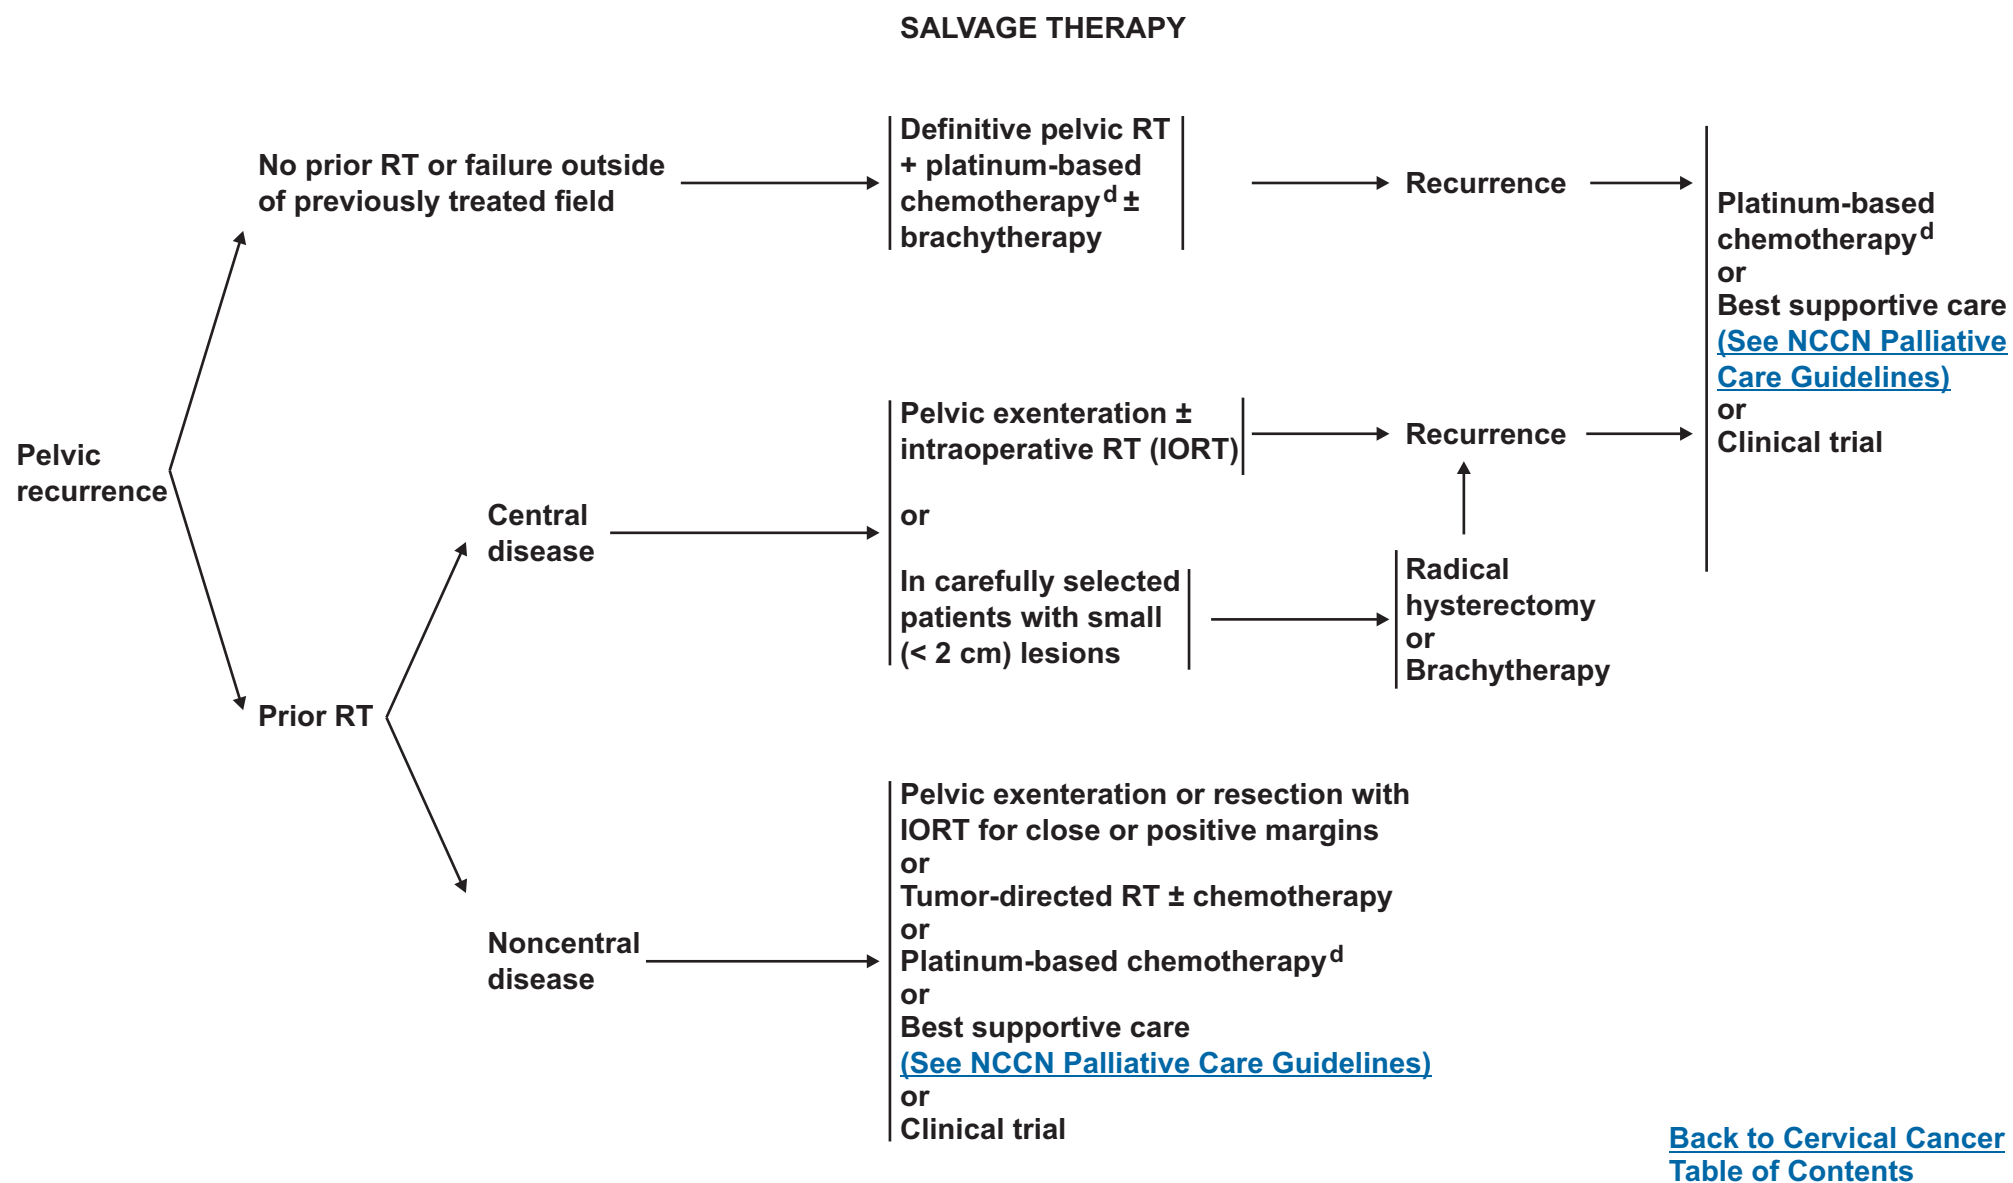 SALVAGE THERAPY
No prior RT or failure outside
of previously treated field
Definitive pelvic RT
+ platinum-based
chemotherapy d ±
brachytherapy
Recurrence
Platinum-based
chemotherapy d
or
Best supportive care
(See NCCN Palliative
Care Guidelines)
or
Clinical trial
Pelvic
recurrence
Prior RT
Central
disease
Pelvic exenteration ±
intraoperative RT (IORT)
or
In carefully selected
patients with small
(< 2 cm) lesions
Recurrence
Radical
hysterectomy
or
Brachytherapy
Noncentral
disease
Pelvic exenteration or resection with
IORT for close or positive margins
or
Tumor-directed RT ± chemotherapy
or
Platinum-based chemotherapy d
or
Best supportive care
(See NCCN Palliative Care Guidelines)
or
Clinical trial
Back to Cervical Cancer
Table of Contents